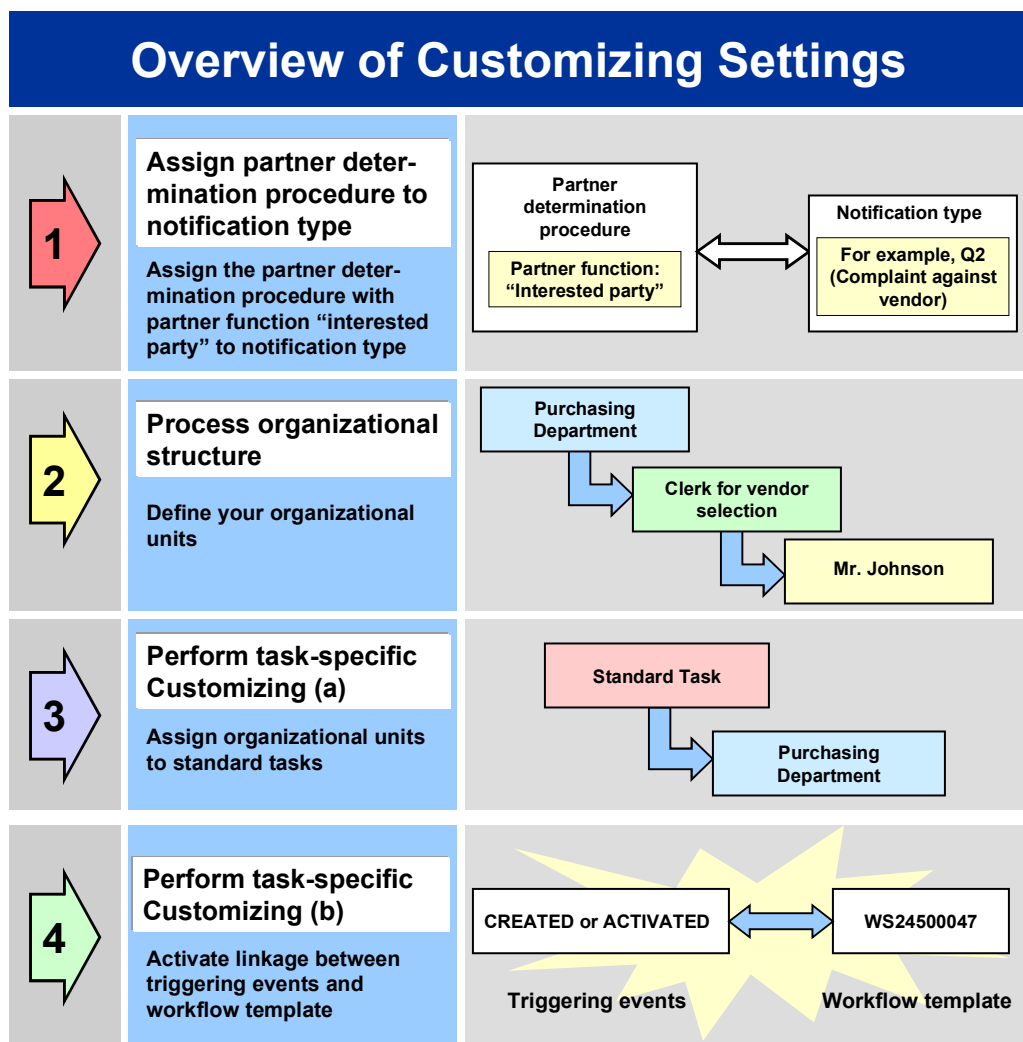 Overview of Customizing Settings
1
Assign partner deter-
mination procedure to
notification type
Assign the partner deter-
mination procedure with
partner function “interested
party” to notification type
Partner
determination
procedure
Partner function:
“Interested party”
Notification type
For example, Q2
(Complaint against
vendor)
2
Process organizational
structure
Define your organizational
units
Purchasing
Department
Clerk for vendor
selection
Mr. Johnson
3
Perform task-specific
Customizing (a)
Assign organizational units
to standard tasks
Standard Task
Purchasing
Department
4
Perform task-specific
Customizing (b)
Activate linkage between
triggering events and
workflow template
CREATED or ACTIVATED
WS24500047
Triggering events
Workflow template